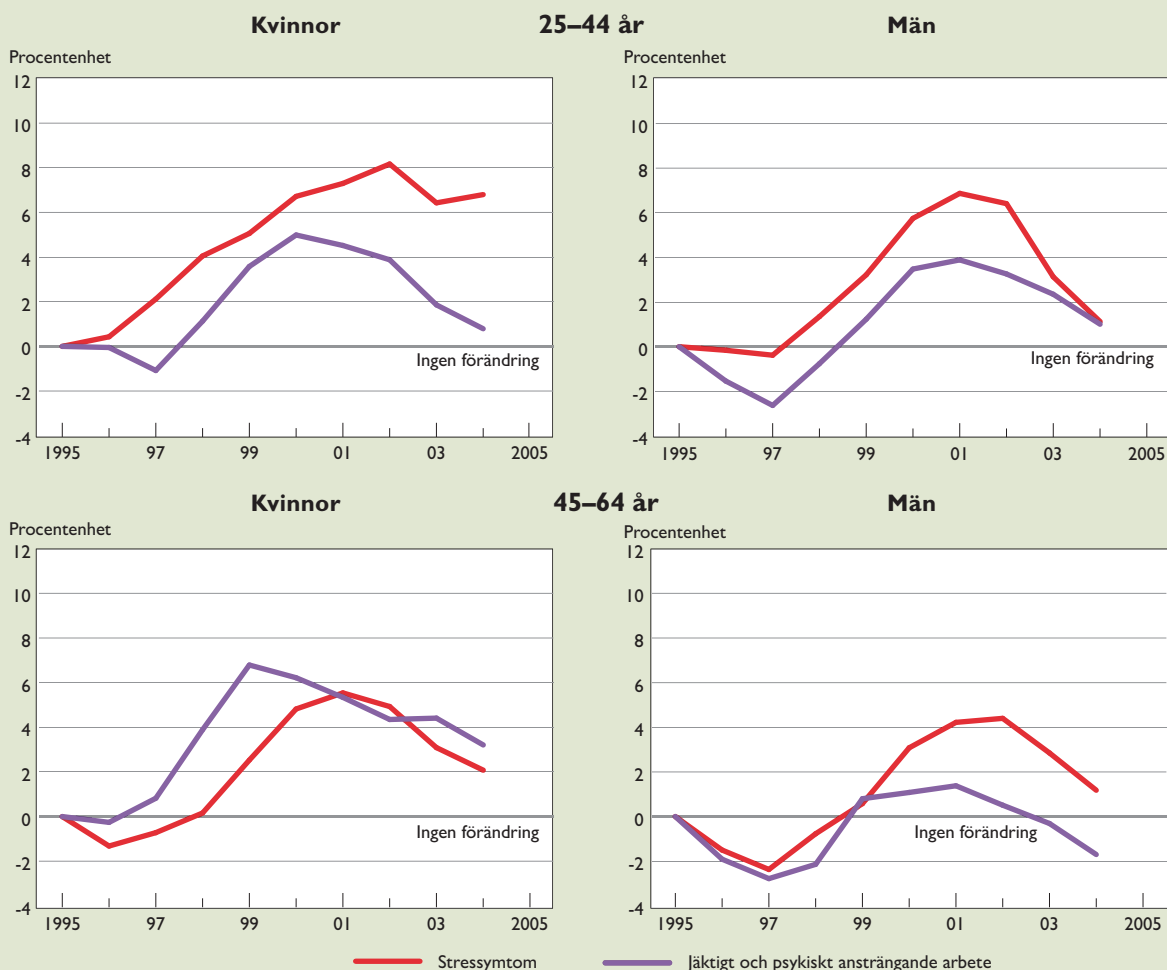 Kvinnor 25–44 år Män
Procentenhet Procentenhet
12 12
10 10
8 8
6 6
4 4
2 2
0 Ingen förändring 0 Ingen förändring
-2 -2
-4 -4
1995 97 99 01 03 2005 1995 97 99 01 03 2005
Kvinnor 45–64 år Män
Procentenhet Procentenhet
12 12
10 10
8 8
6 6
4 4
2 2
0 Ingen förändring 0 Ingen förändring
-2 -2
-4 -4
1995 97 99 01 03 2005 1995 97 99 01 03 2005
Stressymtom Jäktigt och psykiskt ansträngande arbete